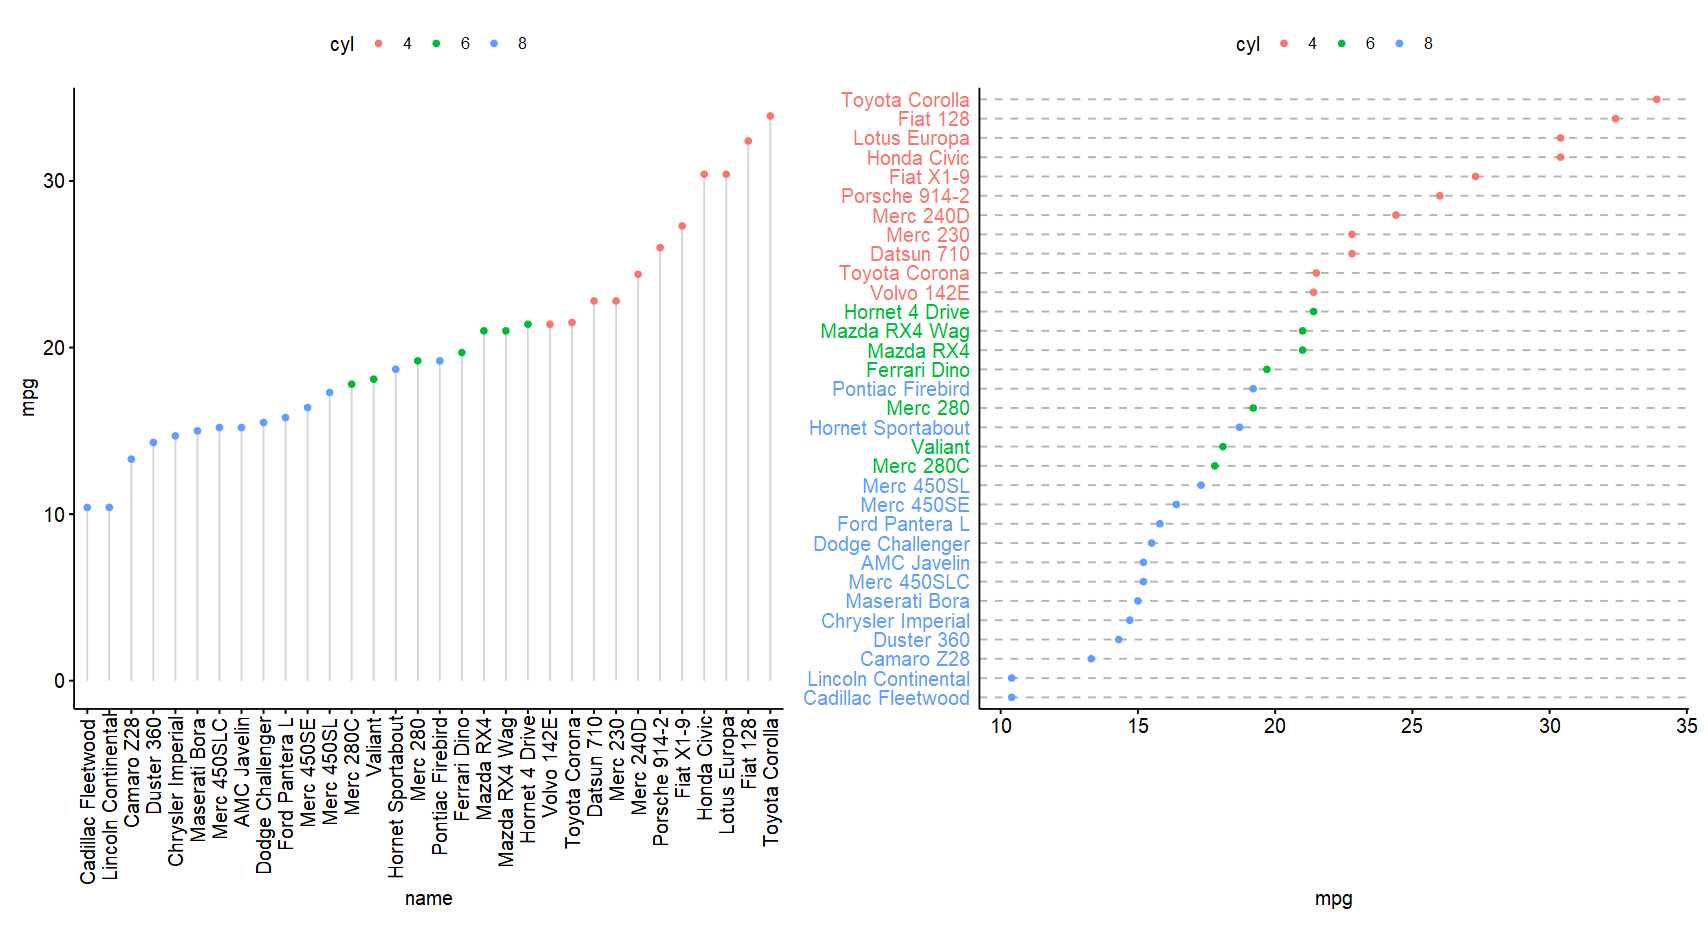 cyl 4 6 8
30
20
10
0
mpg
Cadillac Fleetwood
Lincoln Continental
Camaro Z28
Duster 360
Chrysler Imperial
Maserati Bora
Merc 450SLC
AMC Javelin
Dodge Challenger
Ford Pantera L
Merc 450SE
Merc 450SL
Merc 280C
Valiant
Hornet Sportabout
Merc 280
Pontiac Firebird
Ferrari Dino
Mazda RX4
Mazda RX4 Wag
Hornet 4 Drive
Volvo 142E
Toyota Corona
Datsun 710
Merc 230
Merc 240D
Porsche 914-2
Fiat X1-9
Honda Civic
Lotus Europa
Fiat 128
Toyota Corolla
name
cyl 4 6 8
Toyota Corolla
Fiat 128
Lotus Europa
Honda Civic
Fiat X1-9
Porsche 914-2
Merc 240D
Merc 230
Datsun 710
Toyota Corona
Volvo 142E
Hornet 4 Drive
Mazda RX4 Wag
Mazda RX4
Ferrari Dino
Pontiac Firebird
Merc 280
Hornet Sportabout
Valiant
Merc 280C
Merc 450SL
Merc 450SE
Ford Pantera L
Dodge Challenger
AMC Javelin
Merc 450SLC
Maserati Bora
Chrysler Imperial
Duster 360
Camaro Z28
Lincoln Continental
Cadillac Fleetwood
10 15 20 25 30 35
mpg